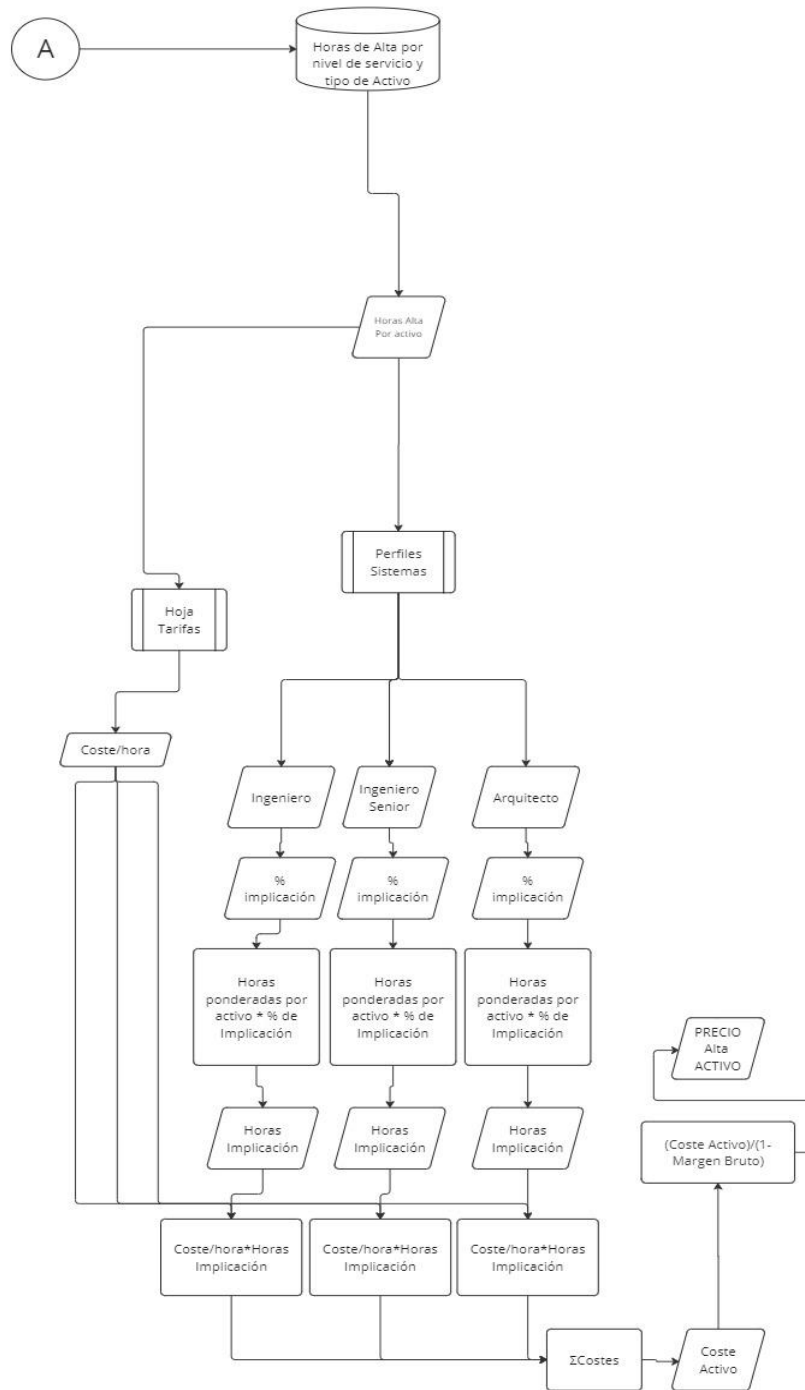 A
Horas de Alta por
nivel de servicio y
tipo de Activo
Horas Alta
Por activo
Perfiles
Sistemas
Hoja
Tarifas
Coste/hora
Ingeniero
Ingeniero
Senior
Arquitecto
%
implicación
%
implicación
%
implicación
Horas
ponderadas por
activo * % de
Implicación
Horas
ponderadas por
activo * % de
Implicación
Horas
ponderadas por
activo * % de
Implicación
PRECIO
Alta
ACTIVO
Horas
Implicación
Horas
Implicación
Horas
Implicación
(Coste Activo)/(1-
Margen Bruto)
Coste/hora*Horas
Implicación
Coste/hora*Horas
Implicación
Coste/hora*Horas
Implicación
ΣCostes
Coste
Activo